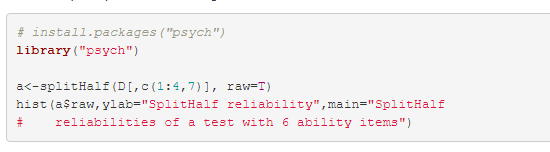 # install.packages("psych")
library("psych")
a<-splitHalf(D[,c(1:4,7)], raw=T)
hist(a$raw,ylab="SplitHalf reliability",main="SplitHalf
#    reliabilities of a test with 6 ability items")